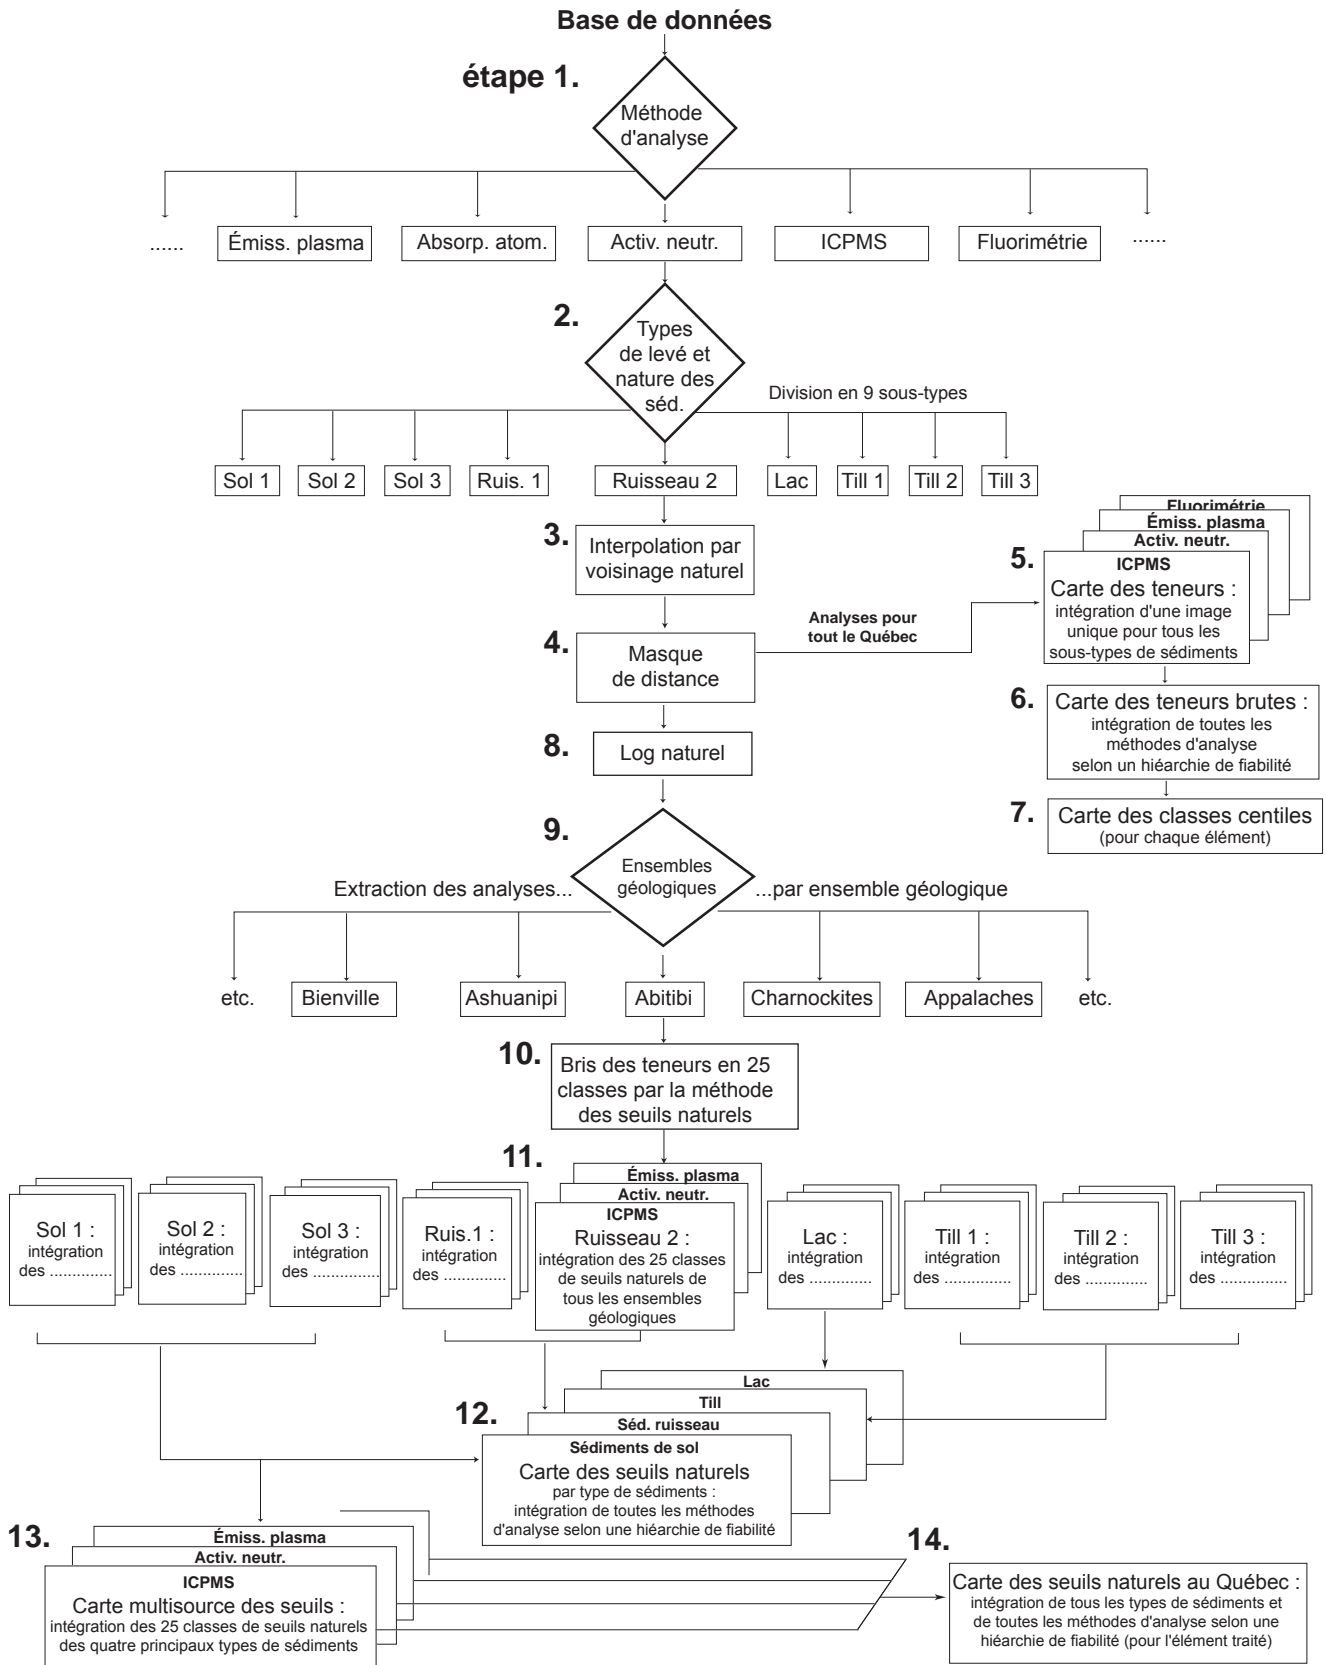 Base de données
étape 1.
Méthode
d'analyse
......
Émiss. plasma
Absorp. atom.
Activ. neutr.
ICPMS
Fluorimétrie
......
2.
Types
de levé et
nature des
séd.
Division en 9 sous-types
Sol 1
Sol 2
Sol 3
Ruis. 1
Ruisseau 2
Lac
Till 1
Till 2
Till 3
3.
Interpolation par
voisinage naturel
4.
Masque
de distance
Analyses pour
tout le Québec
5.
Fluorimétrie
Émiss. plasma
Activ. neutr.
ICPMS
Carte des teneurs :
intégration d'une image
unique pour tous les
sous-types de sédiments
6.
Carte des teneurs brutes :
intégration de toutes les
méthodes d'analyse
selon un hiéarchie de fiabilité
7.
Carte des classes centiles
(pour chaque élément)
8.
Log naturel
9.
Ensembles
géologiques
Extraction des analyses...
...par ensemble géologique
etc.
Bienville
Ashuanipi
Abitibi
Charnockites
Appalaches
etc.
10.
Bris des teneurs en 25
classes par la méthode
des seuils naturels
11.
Sol 1 :
intégration
des ..............
Sol 2 :
intégration
des ..............
Sol 3 :
intégration
des ..............
Ruis.1 :
intégration
des ..............
Émiss. plasma
Activ. neutr.
ICPMS
Ruisseau 2 :
intégration des 25 classes
de seuils naturels de
tous les ensembles
géologiques
Lac :
intégration
des ..............
Till 1 :
intégration
des ..............
Till 2 :
intégration
des ..............
Till 3 :
intégration
des ..............
12.
Lac
Till
Séd. ruisseau
Sédiments de sol
Carte des seuils naturels
par type de sédiments :
intégration de toutes les méthodes
d'analyse selon une hiéarchie de fiabilité
13.
Émiss. plasma
Activ. neutr.
ICPMS
Carte multisource des seuils :
intégration des 25 classes de seuils naturels
des quatre principaux types de sédiments
14.
Carte des seuils naturels au Québec :
intégration de tous les types de sédiments et
de toutes les méthodes d'analyse selon une
hiéarchie de fiabilité (pour l'élément traité)